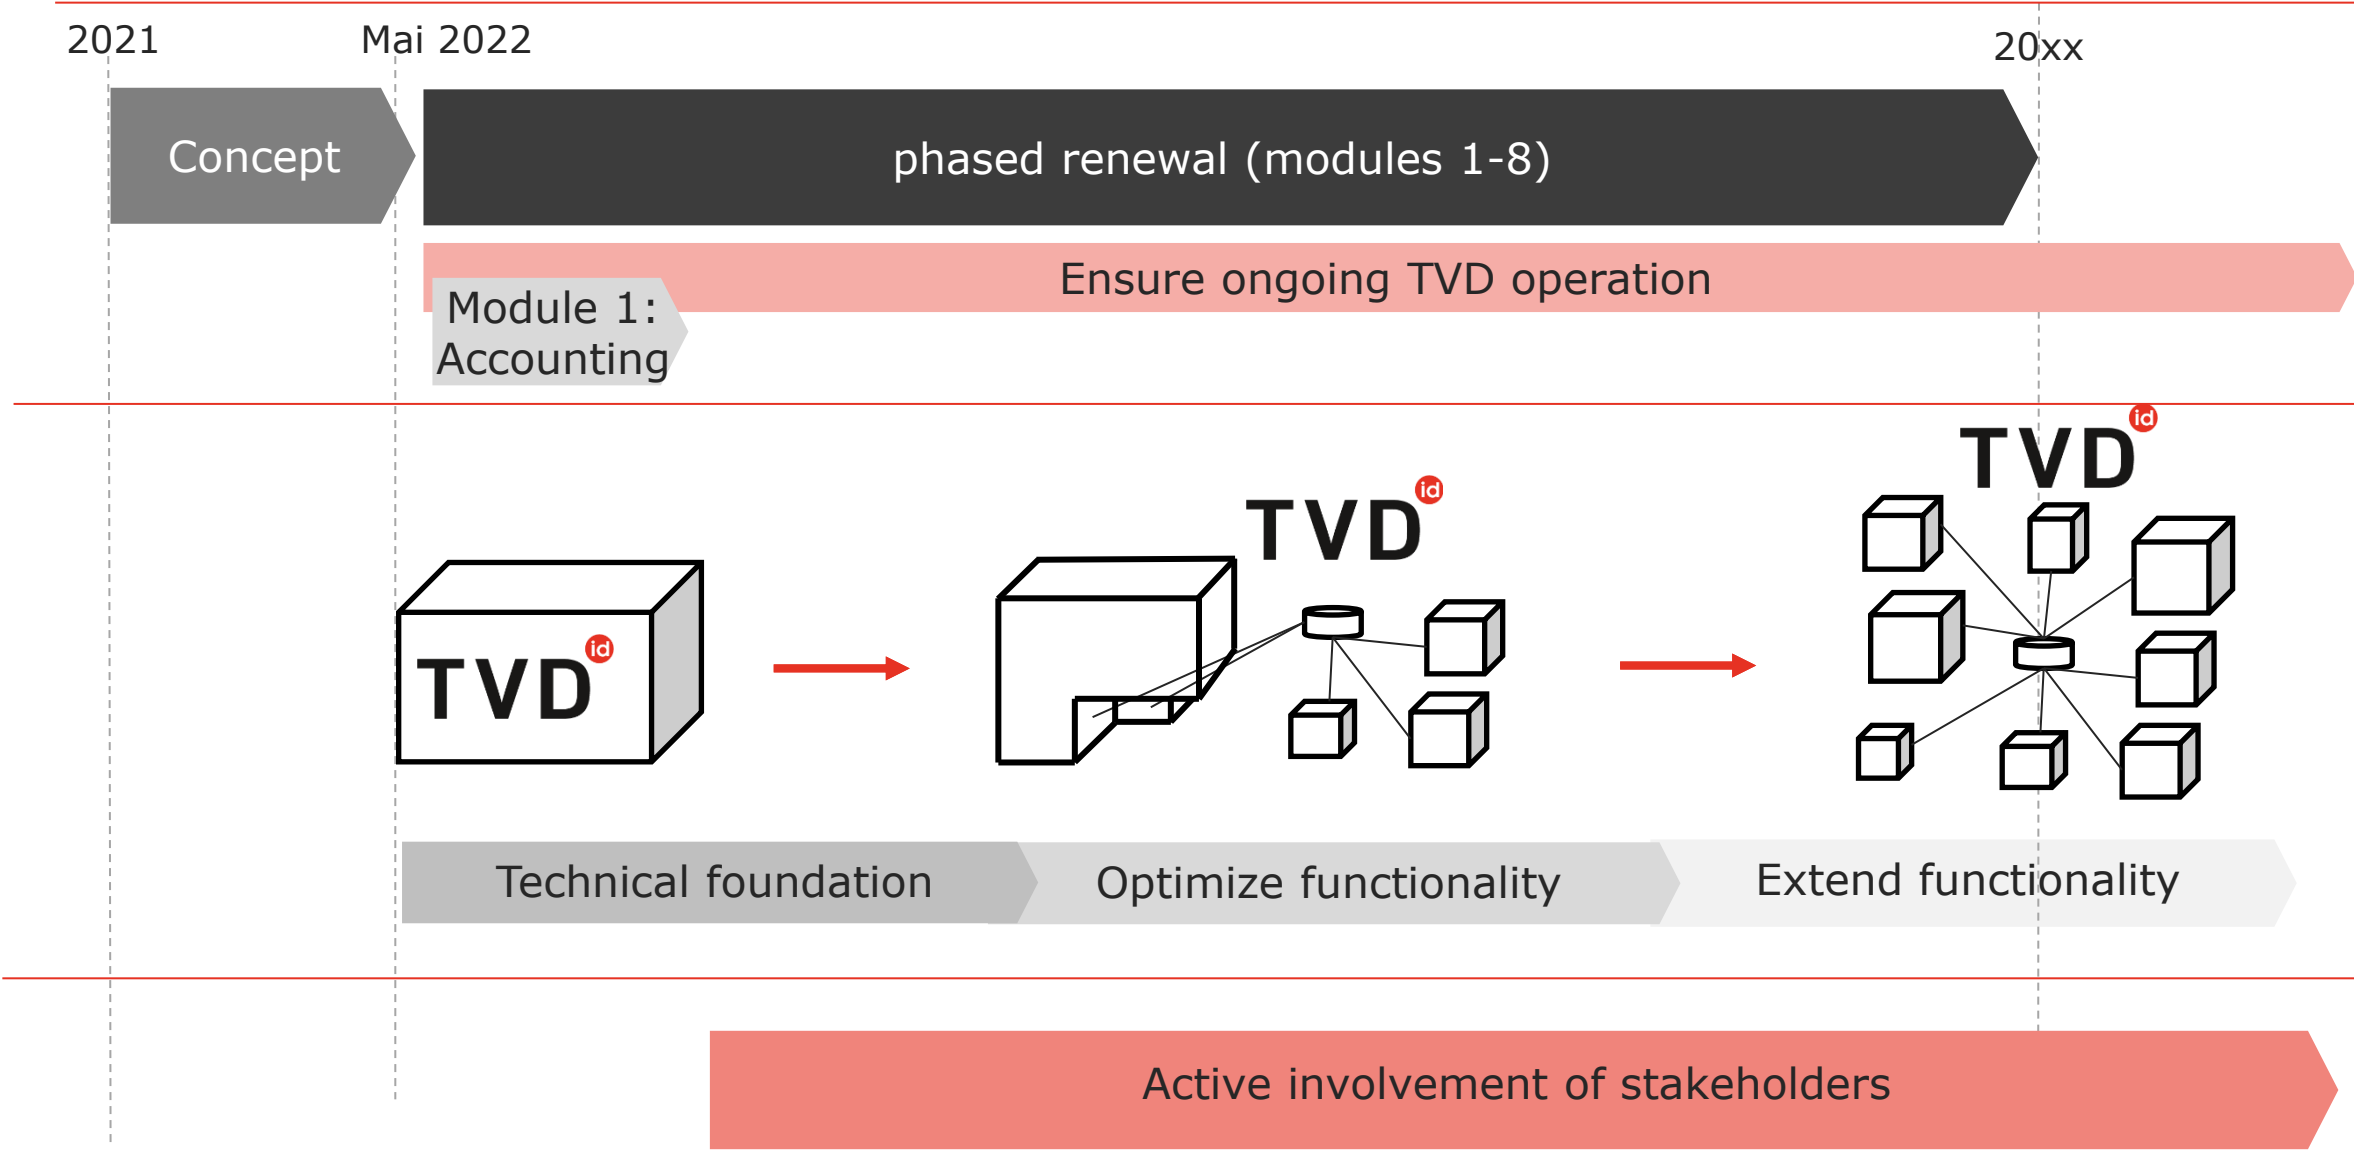 2021
Mai 2022
20xx
Concept
phased renewal (modules 1-8)
Ensure ongoing TVD operation
Module 1:
Accounting
TVD id
TVD id
TVD id
Technical foundation
Optimize functionality
Extend functionality
Active involvement of stakeholders